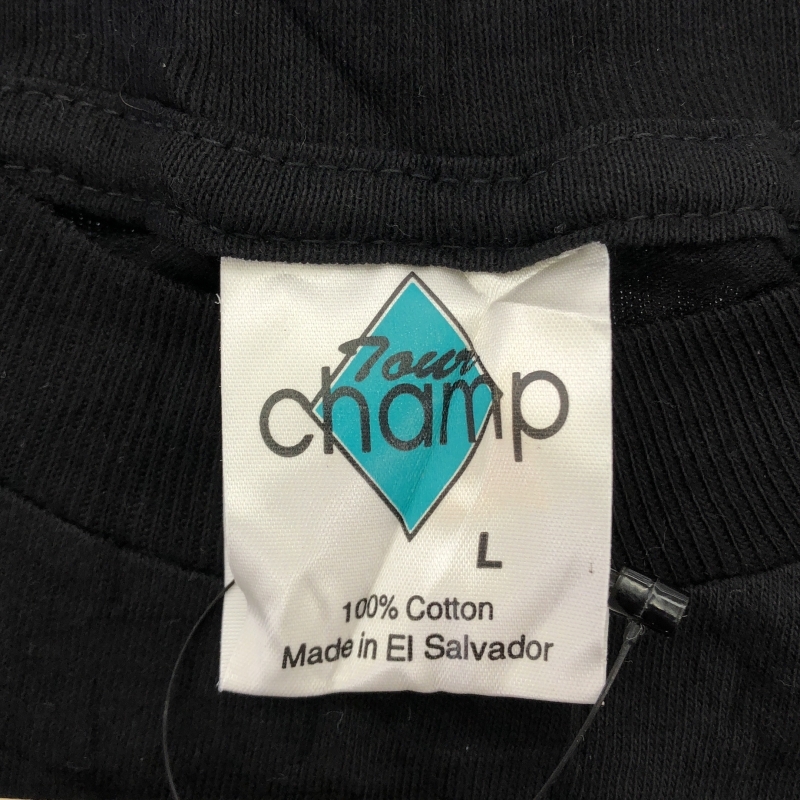 Tour
champ
L
100% Cotton
Made in El Salvador